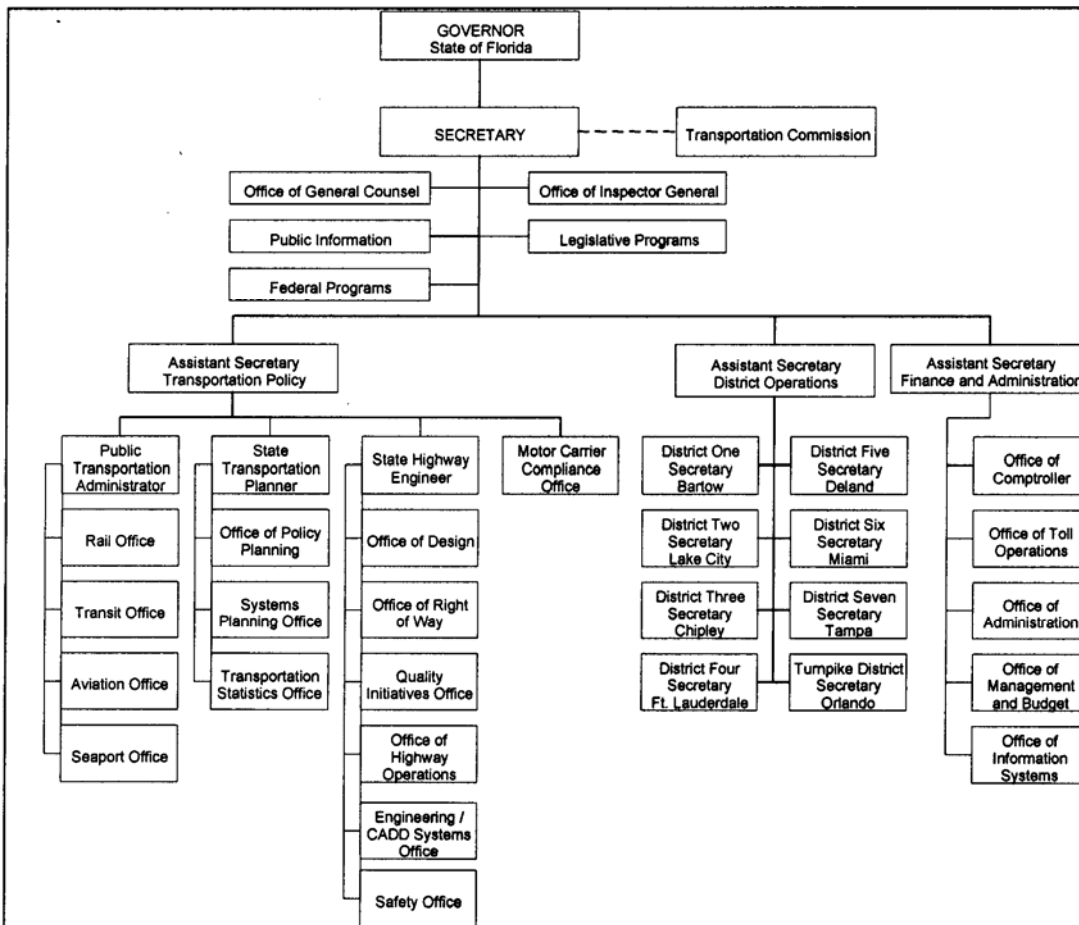 GOVERNOR
State of Florida
SECRETARY
Transportation Commission
Office of General Counsel
Office of Inspector General
Public Information
Legislative Programs
Federal Programs
Assistant Secretary
Transportation Policy
Assistant Secretary
District Operations
Assistant Secretary
Finance and Administration
Public
Transportation
Administrator
State
Transportation
Planner
State Highway
Engineer
Motor Carrier
Compliance
Office
District One
Secretary
Bartow
District Five
Secretary
Deland
Office of
Comptroller
Rail Office
Office of Policy
Planning
Office of Design
District Two
Secretary
Lake City
District Six
Secretary
Miami
Office of Toll
Operations
Transit Office
Systems
Planning Office
Office of Right
of Way
District Three
Secretary
Chipley
District Seven
Secretary
Tampa
Office of
Administration
Aviation Office
Transportation
Statistics Office
Quality
Initiatives Office
District Four
Secretary
Ft. Lauderdale
Turnpike District
Secretary
Orlando
Office of
Management
and Budget
Seaport Office
Office of
Highway
Operations
Office of
Information
Systems
Engineering /
CADD Systems
Office
Safety Office